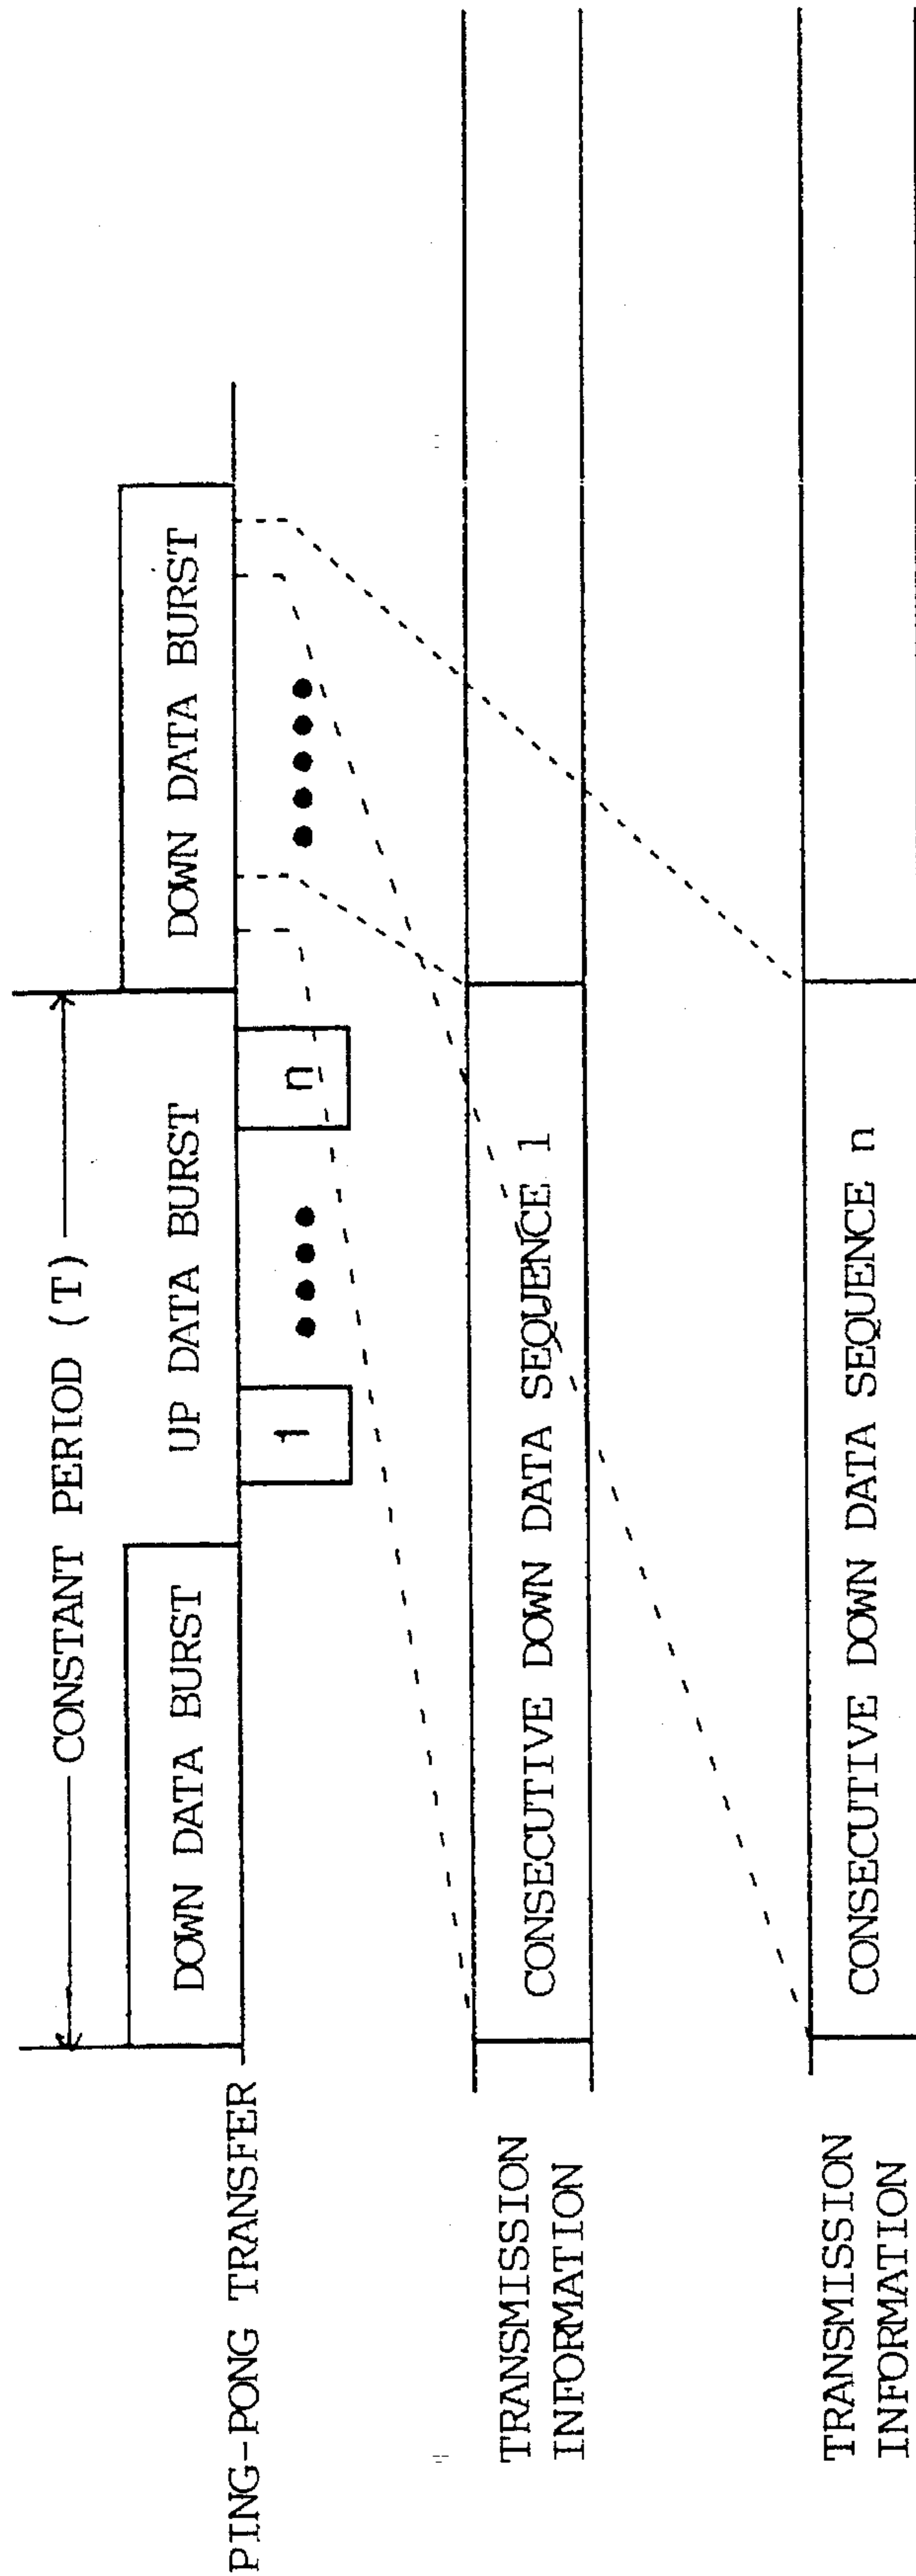 CONSTANT PERIOD (T)
DOWN DATA BURST
UP DATA BURST
DOWN DATA BURST
PING-PONG TRANSFER
1
n
TRANSMISSION
INFORMATION
CONSECUTIVE DOWN DATA SEQUENCE 1
TRANSMISSION
INFORMATION
CONSECUTIVE DOWN DATA SEQUENCE n